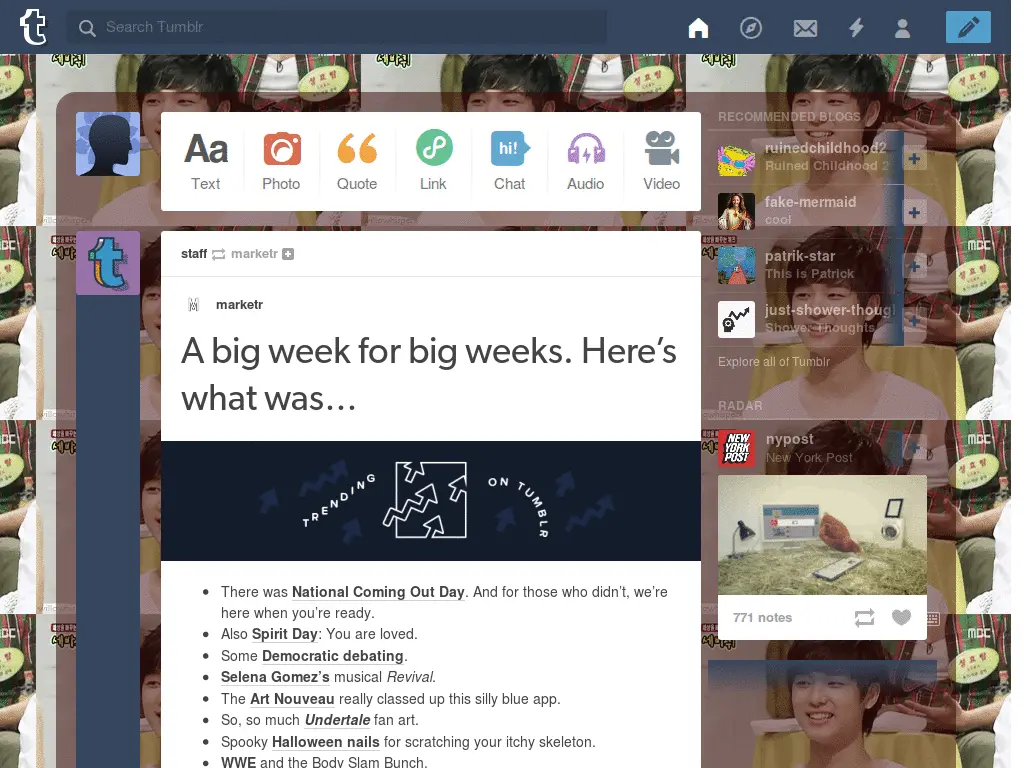 Search Tumblr
Aa
hi!
Text
Photo
Quote
Link
Chat
Audio
Video
staff marketr
marketr
A big week for big weeks. Here's
what was...
TRENDING ON TUMBLR
There was National Coming Out Day. And for those who didn't, we're
here when you're ready.
Also Spirit Day: You are loved.
Some Democratic debating.
Selena Gomez's musical Revival.
The Art Nouveau really classed up this silly blue app.
So, so much Undertale fan art.
Spooky Halloween nails for scratching your itchy skeleton.
WWE and the Body Slam Bunch.
RECOMMENDED BLOGS
ruinedchildhood2
Ruined Childhood 2
fake-mermaid
cool
patrik-star
This is Patrick
just-shower-thoug
Shower Thoughts
Explore all of Tumblr
RADAR
NEW
YORK
POST
nypost
New York Post
771 notes
MBC
MBC
MBC